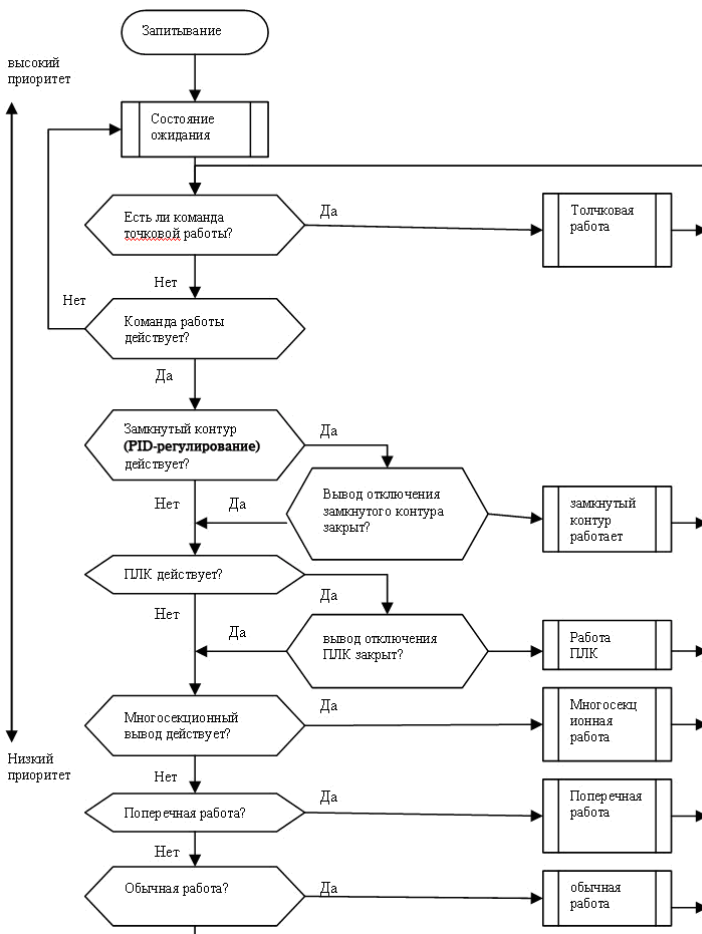 Запитывание
высокий
приоритет
Состояние
ожидания
Есть ли команда
точковой работы?
Да
Толчковая
работа
Нет
Нет
Команда работы
действует?
Да
Замкнутый контур
(PID-регулирование)
действует?
Да
Нет
Да
Вывод отключения
замкнутого контура
закрыт?
замкнутый
контур
работает
ПЛК действует?
Да
Нет
Да
вывод отключения
ПЛК закрыт?
Работа
ПЛК
Многосекционный
вывод действует?
Да
Многосекц
ионная
работа
Низкий
приоритет
Нет
Поперечная работа?
Да
Поперечная
работа
Нет
Обычная работа?
Да
обычная
работа